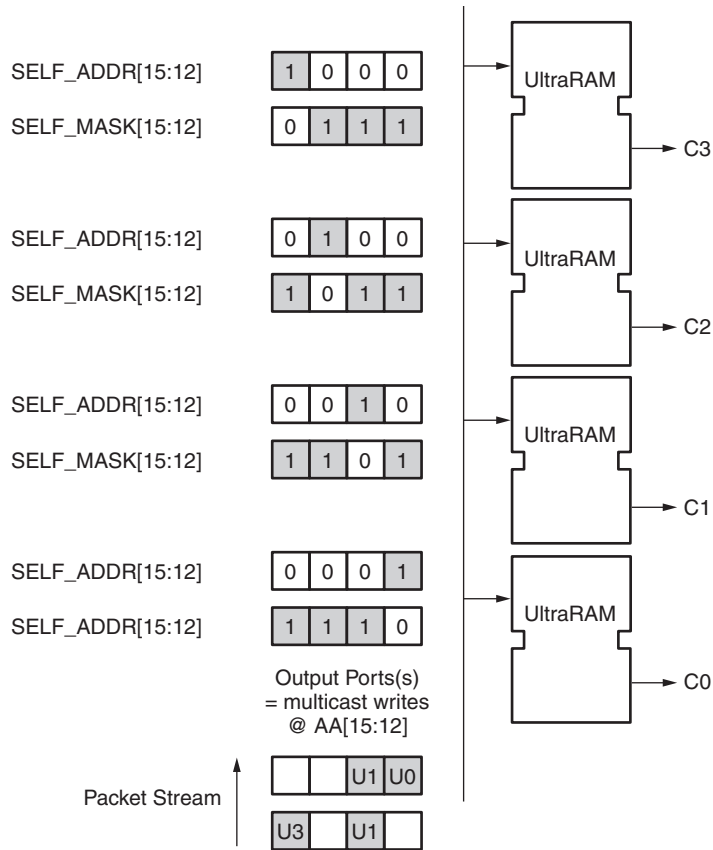 SELF_ADDR[15:12] 1 0 0 0
UltraRAM
SELF_MASK[15:12] 0 1 1 1
C3
SELF_ADDR[15:12] 0 1 0 0
UltraRAM
SELF_MASK[15:12] 1 0 1 1
C2
SELF_ADDR[15:12] 0 0 1 0
UltraRAM
SELF_MASK[15:12] 1 1 0 1
C1
SELF_ADDR[15:12] 0 0 0 1
UltraRAM
SELF_ADDR[15:12] 1 1 1 0
Output Ports(s)
= multicast writes
@ AA[15:12]
C0
Packet Stream
U1 U0
U3 U1